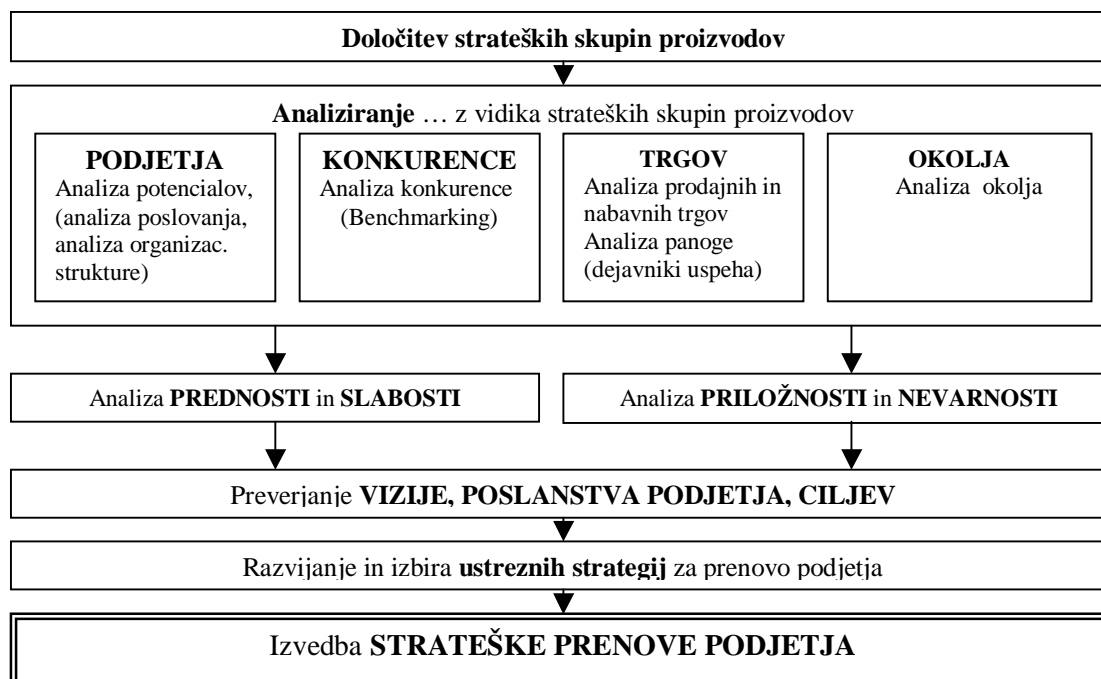 Določitev strateških skupin proizvodov
Analiziranje … z vidika strateških skupin proizvodov
PODJETJA
Analiza potencialov,
(analiza poslovanja,
analiza organizac.
strukture)
KONKURENCE
Analiza konkurence
(Benchmarking)
TRGOV
Analiza prodajnih in
nabavnih trgov
Analiza panoge
(dejavniki uspeha)
OKOLJA
Analiza okolja
Analiza PREDNOSTI in SLABOSTI
Analiza PRILOŽNOSTI in NEVARNOSTI
Preverjanje VIZIJE, POSLANSTVA PODJETJA, CILJEV
Razvijanje in izbira ustreznih strategij za prenovo podjetja
Izvedba STRATEŠKE PRENOVE PODJETJA